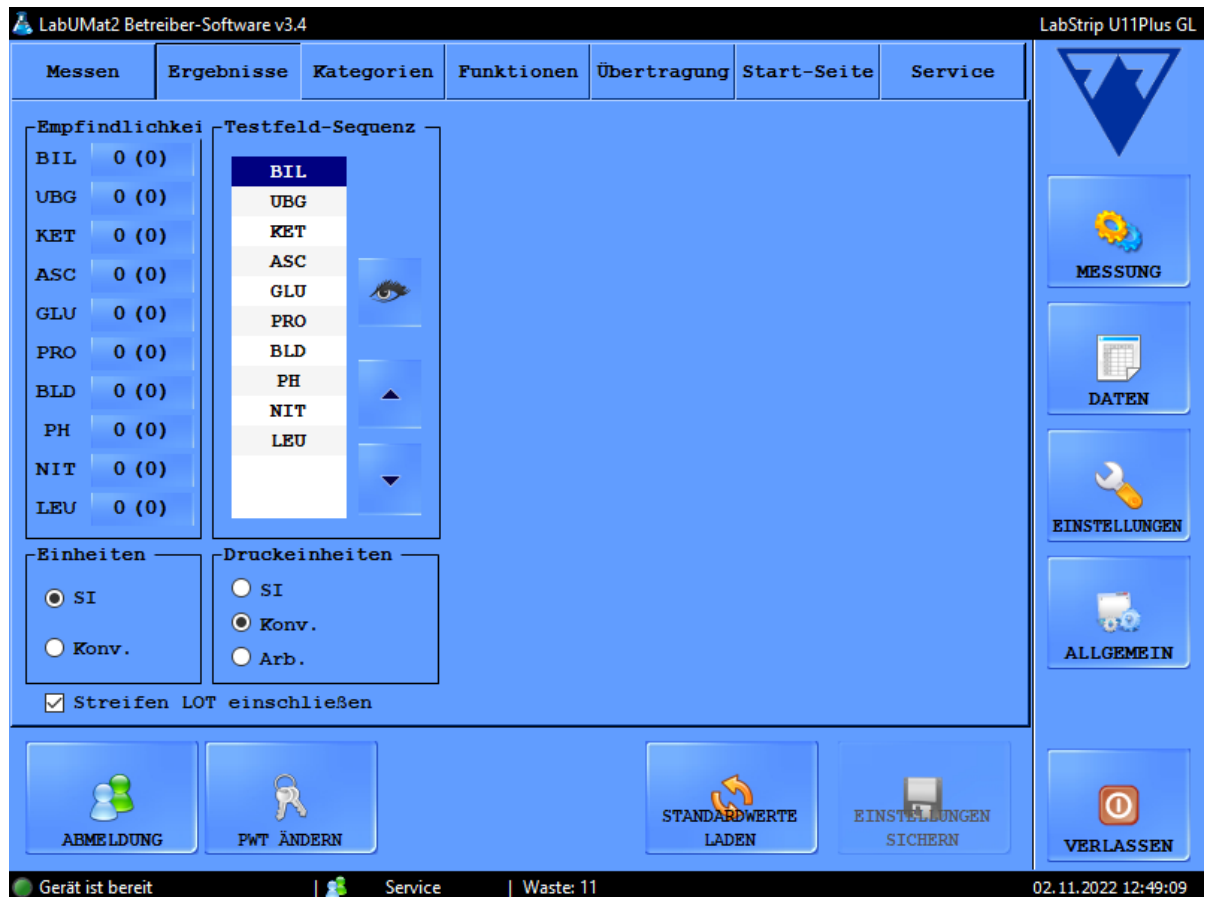 LabUMat2 Betreiber-Software v3.4
LabStrip U11Plus GL
Messen
Ergebnisse
Kategorien
Funktionen
Übertragung
Start-Seite
Service
Empfindlichkei
BIL 0 (0)
UBG 0 (0)
KET 0 (0)
ASC 0 (0)
GLU 0 (0)
PRO 0 (0)
BLD 0 (0)
PH 0 (0)
NIT 0 (0)
LEU 0 (0)
Testfeld-Sequenz
BIL
UBG
KET
ASC
GLU
PRO
BLD
PH
NIT
LEU
Einheiten
SI
Konv.
Druckeinheiten
SI
Konv.
Arb.
Streifen LOT einschließen
MESSUNG
DATEN
EINSTELLUNGEN
ALLGEMEIN
VERLASSEN
ABMELDUNG
PWT ÄNDERN
STANDARDWERTE
LADEN
EINSTELLUNGEN
SICHERN
Gerät ist bereit
| Service
| Waste: 11
02.11.2022 12:49:09